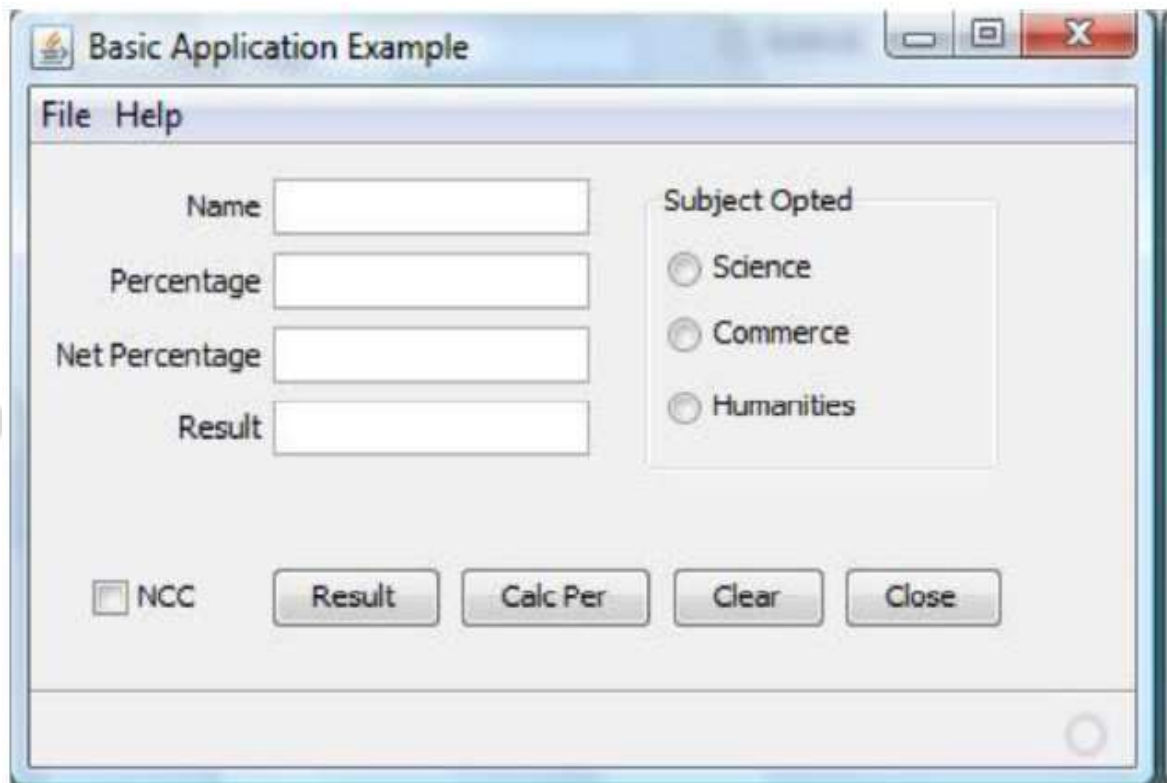 Basic Application Example
File Help
Name
Percentage
Net Percentage
Result
Subject Opted
Science
Commerce
Humanities
NCC
Result
Calc Per
Clear
Close